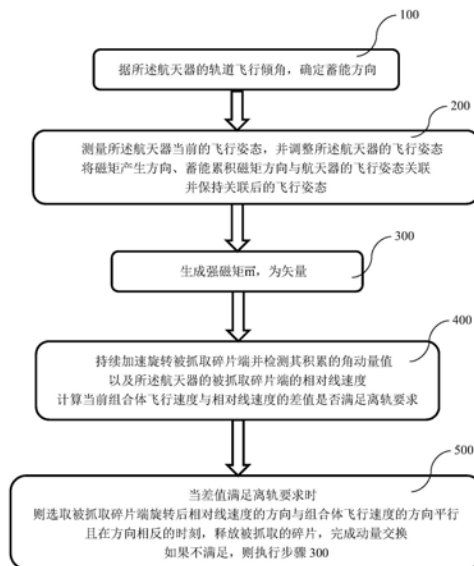 100
据所述航天器的轨道飞行倾角，确定蓄能方向
200
测量所述航天器当前的飞行姿态，并调整所述航天器的飞行姿态
将磁矩产生方向、蓄能累积磁矩方向与航天器的飞行姿态关联
并保持关联后的飞行姿态
300
生成强磁矩m⃗，为矢量
400
持续加速旋转被抓取碎片端并检测其积累的角动量值
以及所述航天器的被抓取碎片端的相对线速度
计算当前组合体飞行速度与相对线速度的差值是否满足离轨要求
500
当差值满足离轨要求时
则选取被抓取碎片端旋转后相对线速度的方向与组合体飞行速度的方向平行
且在方向相反的时刻，释放被抓取的碎片，完成动量交换
如果不满足，则执行步骤300